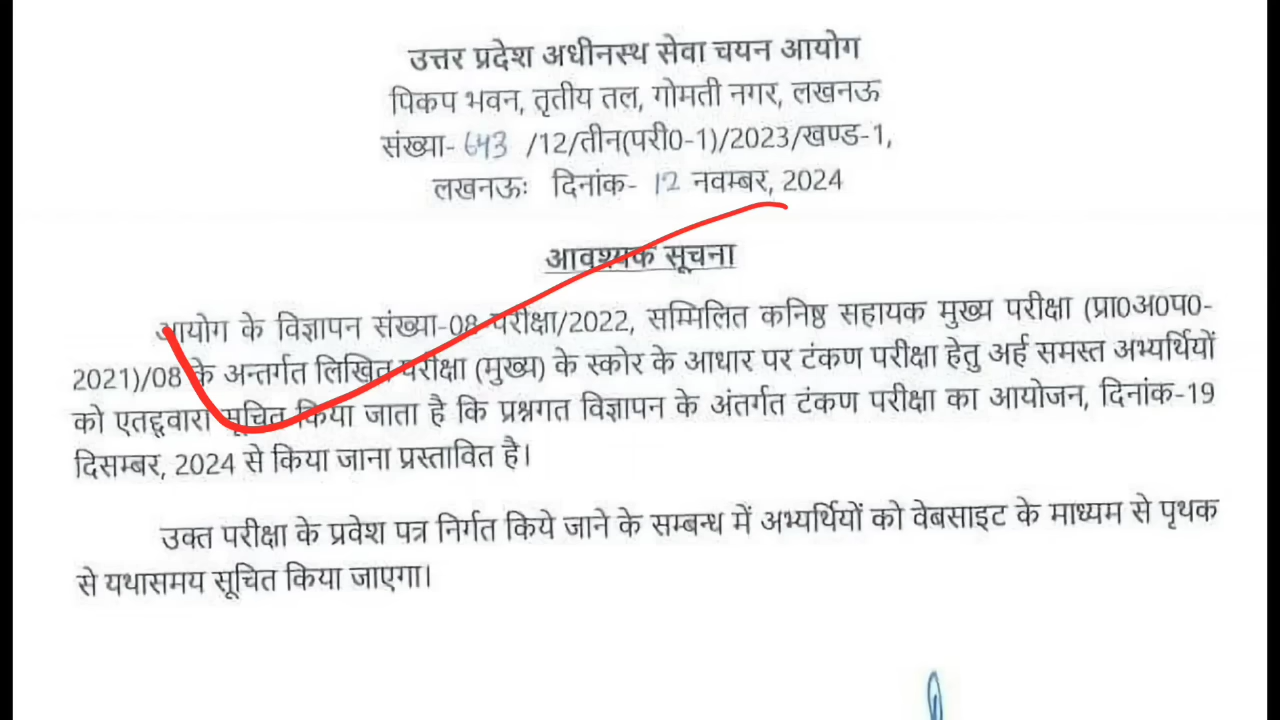 उत्तर प्रदेश अधीनस्थ सेवा चयन आयोग
पिकप भवन, तृतीय तल, गोमती नगर, लखनऊ
संख्या- 643 /12/तीन(परी0-1)/2023/खण्ड-1,
लखनऊः दिनांक- 12 नवम्बर, 2024
आवश्यक सूचना
आयोग के विज्ञापन संख्या-08 परीक्षा/2022, सम्मिलित कनिष्ठ सहायक मुख्य परीक्षा (प्रा0अ0प0-
2021)/08 के अन्तर्गत लिखित परीक्षा (मुख्य) के स्कोर के आधार पर टंकण परीक्षा हेतु अर्ह समस्त अभ्यर्थियों
को एतद्द्वारा सूचित किया जाता है कि प्रश्नगत विज्ञापन के अंतर्गत टंकण परीक्षा का आयोजन, दिनांक-19
दिसम्बर, 2024 से किया जाना प्रस्तावित है।
उक्त परीक्षा के प्रवेश पत्र निर्गत किये जाने के सम्बन्ध में अभ्यर्थियों को वेबसाइट के माध्यम से पृथक
से यथासमय सूचित किया जाएगा।